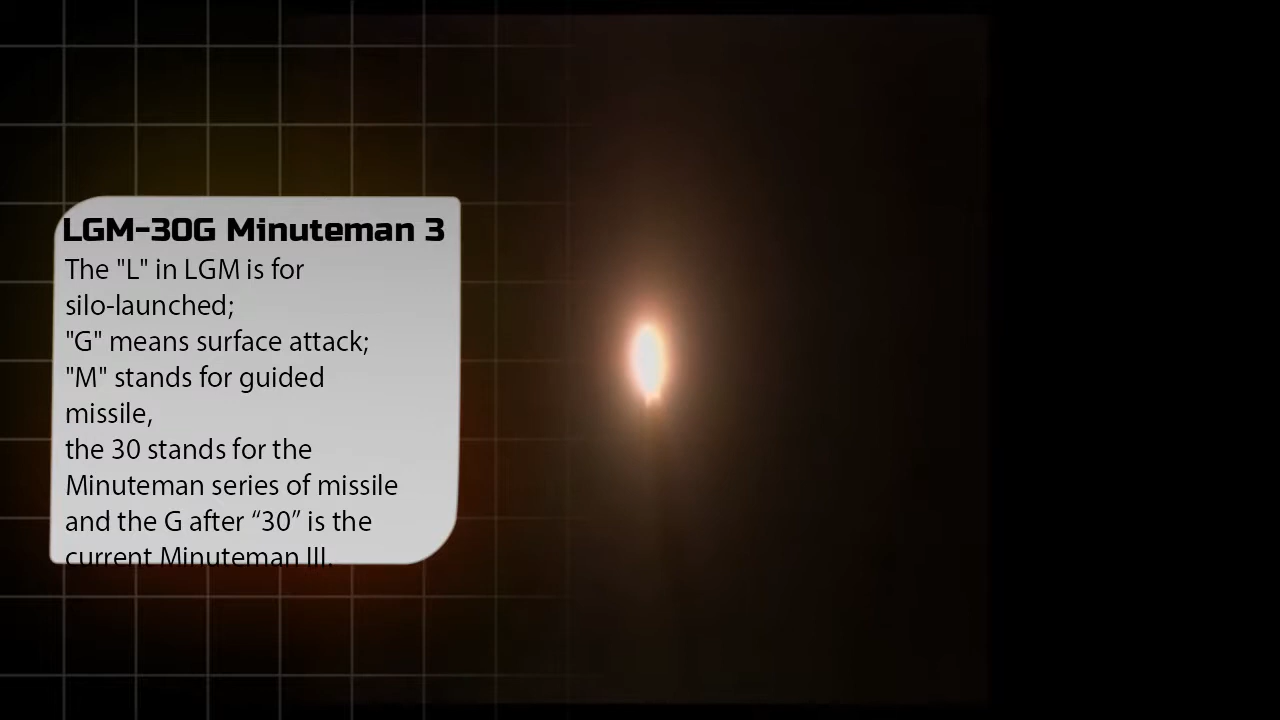 LGM-30G Minuteman 3
The "L" in LGM is for
silo-launched;
"G" means surface attack;
"M" stands for guided
missile,
the 30 stands for the
Minuteman series of missile
and the G after “30” is the
current Minuteman III.